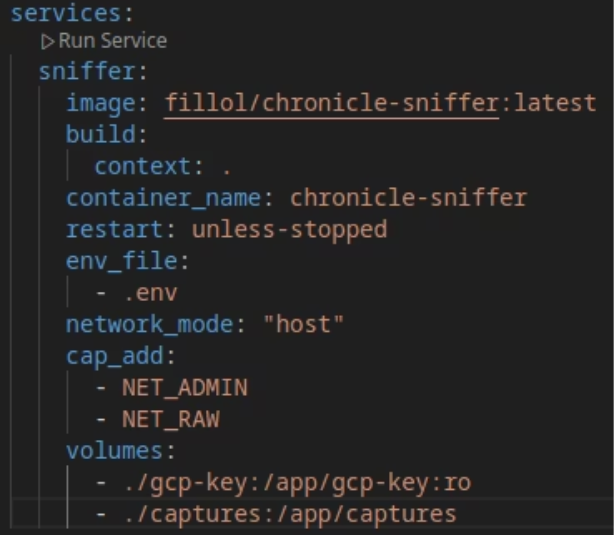 services:
Run Service
sniffer:
image: fillol/chronicle-sniffer:latest
build:
context: .
container_name: chronicle-sniffer
restart: unless-stopped
env_file:
- .env
network_mode: "host"
cap_add:
- NET_ADMIN
- NET_RAW
volumes:
- ./gcp-key:/app/gcp-key:ro
- ./captures:/app/captures